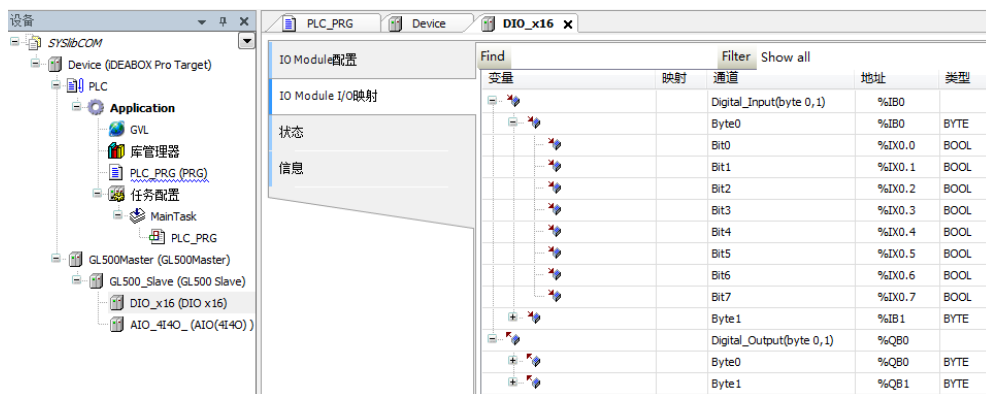 设备
SYSlibCOM
Device (iDEABOX Pro Target)
PLC
Application
GVL
库管理器
PLC_PRG (PRG)
任务配置
MainTask
PLC_PRG
GL500Master (GL500Master)
GL500_Slave (GL500 Slave)
DIO_x16 (DIO x16)
AIO_4I4O_ (AIO(4I4O) )
PLC_PRG Device DIO_x16
IO Module配置
IO Module I/O映射
状态
信息
Find Filter Show all
变量 映射 通道 地址 类型
Digital_Input(byte 0,1) %IB0
Byte0 %IB0 BYTE
Bit0 %IX0.0 BOOL
Bit1 %IX0.1 BOOL
Bit2 %IX0.2 BOOL
Bit3 %IX0.3 BOOL
Bit4 %IX0.4 BOOL
Bit5 %IX0.5 BOOL
Bit6 %IX0.6 BOOL
Bit7 %IX0.7 BOOL
Byte1 %IB1 BYTE
Digital_Output(byte 0,1) %QB0
Byte0 %QB0 BYTE
Byte1 %QB1 BYTE